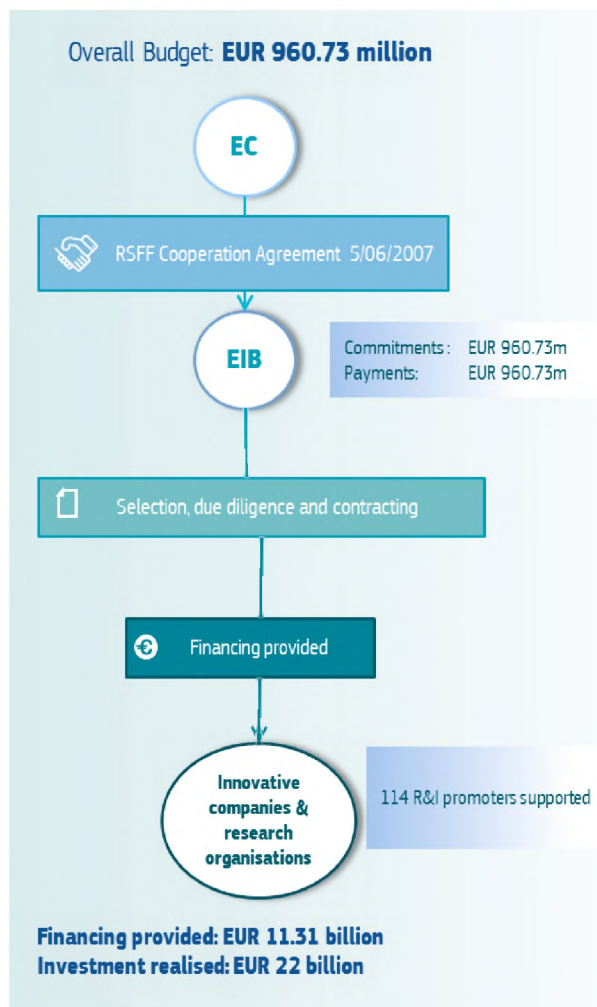 Overall Budget: EUR 960.73 million
EC
RSFF Cooperation Agreement 5/06/2007
EIB
Commitments: EUR 960.73m
Payments: EUR 960.73m
Selection, due diligence and contracting
Financing provided
Innovative
companies &
research
organisations
114 R&I promoters supported
Financing provided: EUR 11.31 billion
Investment realised: EUR 22 billion